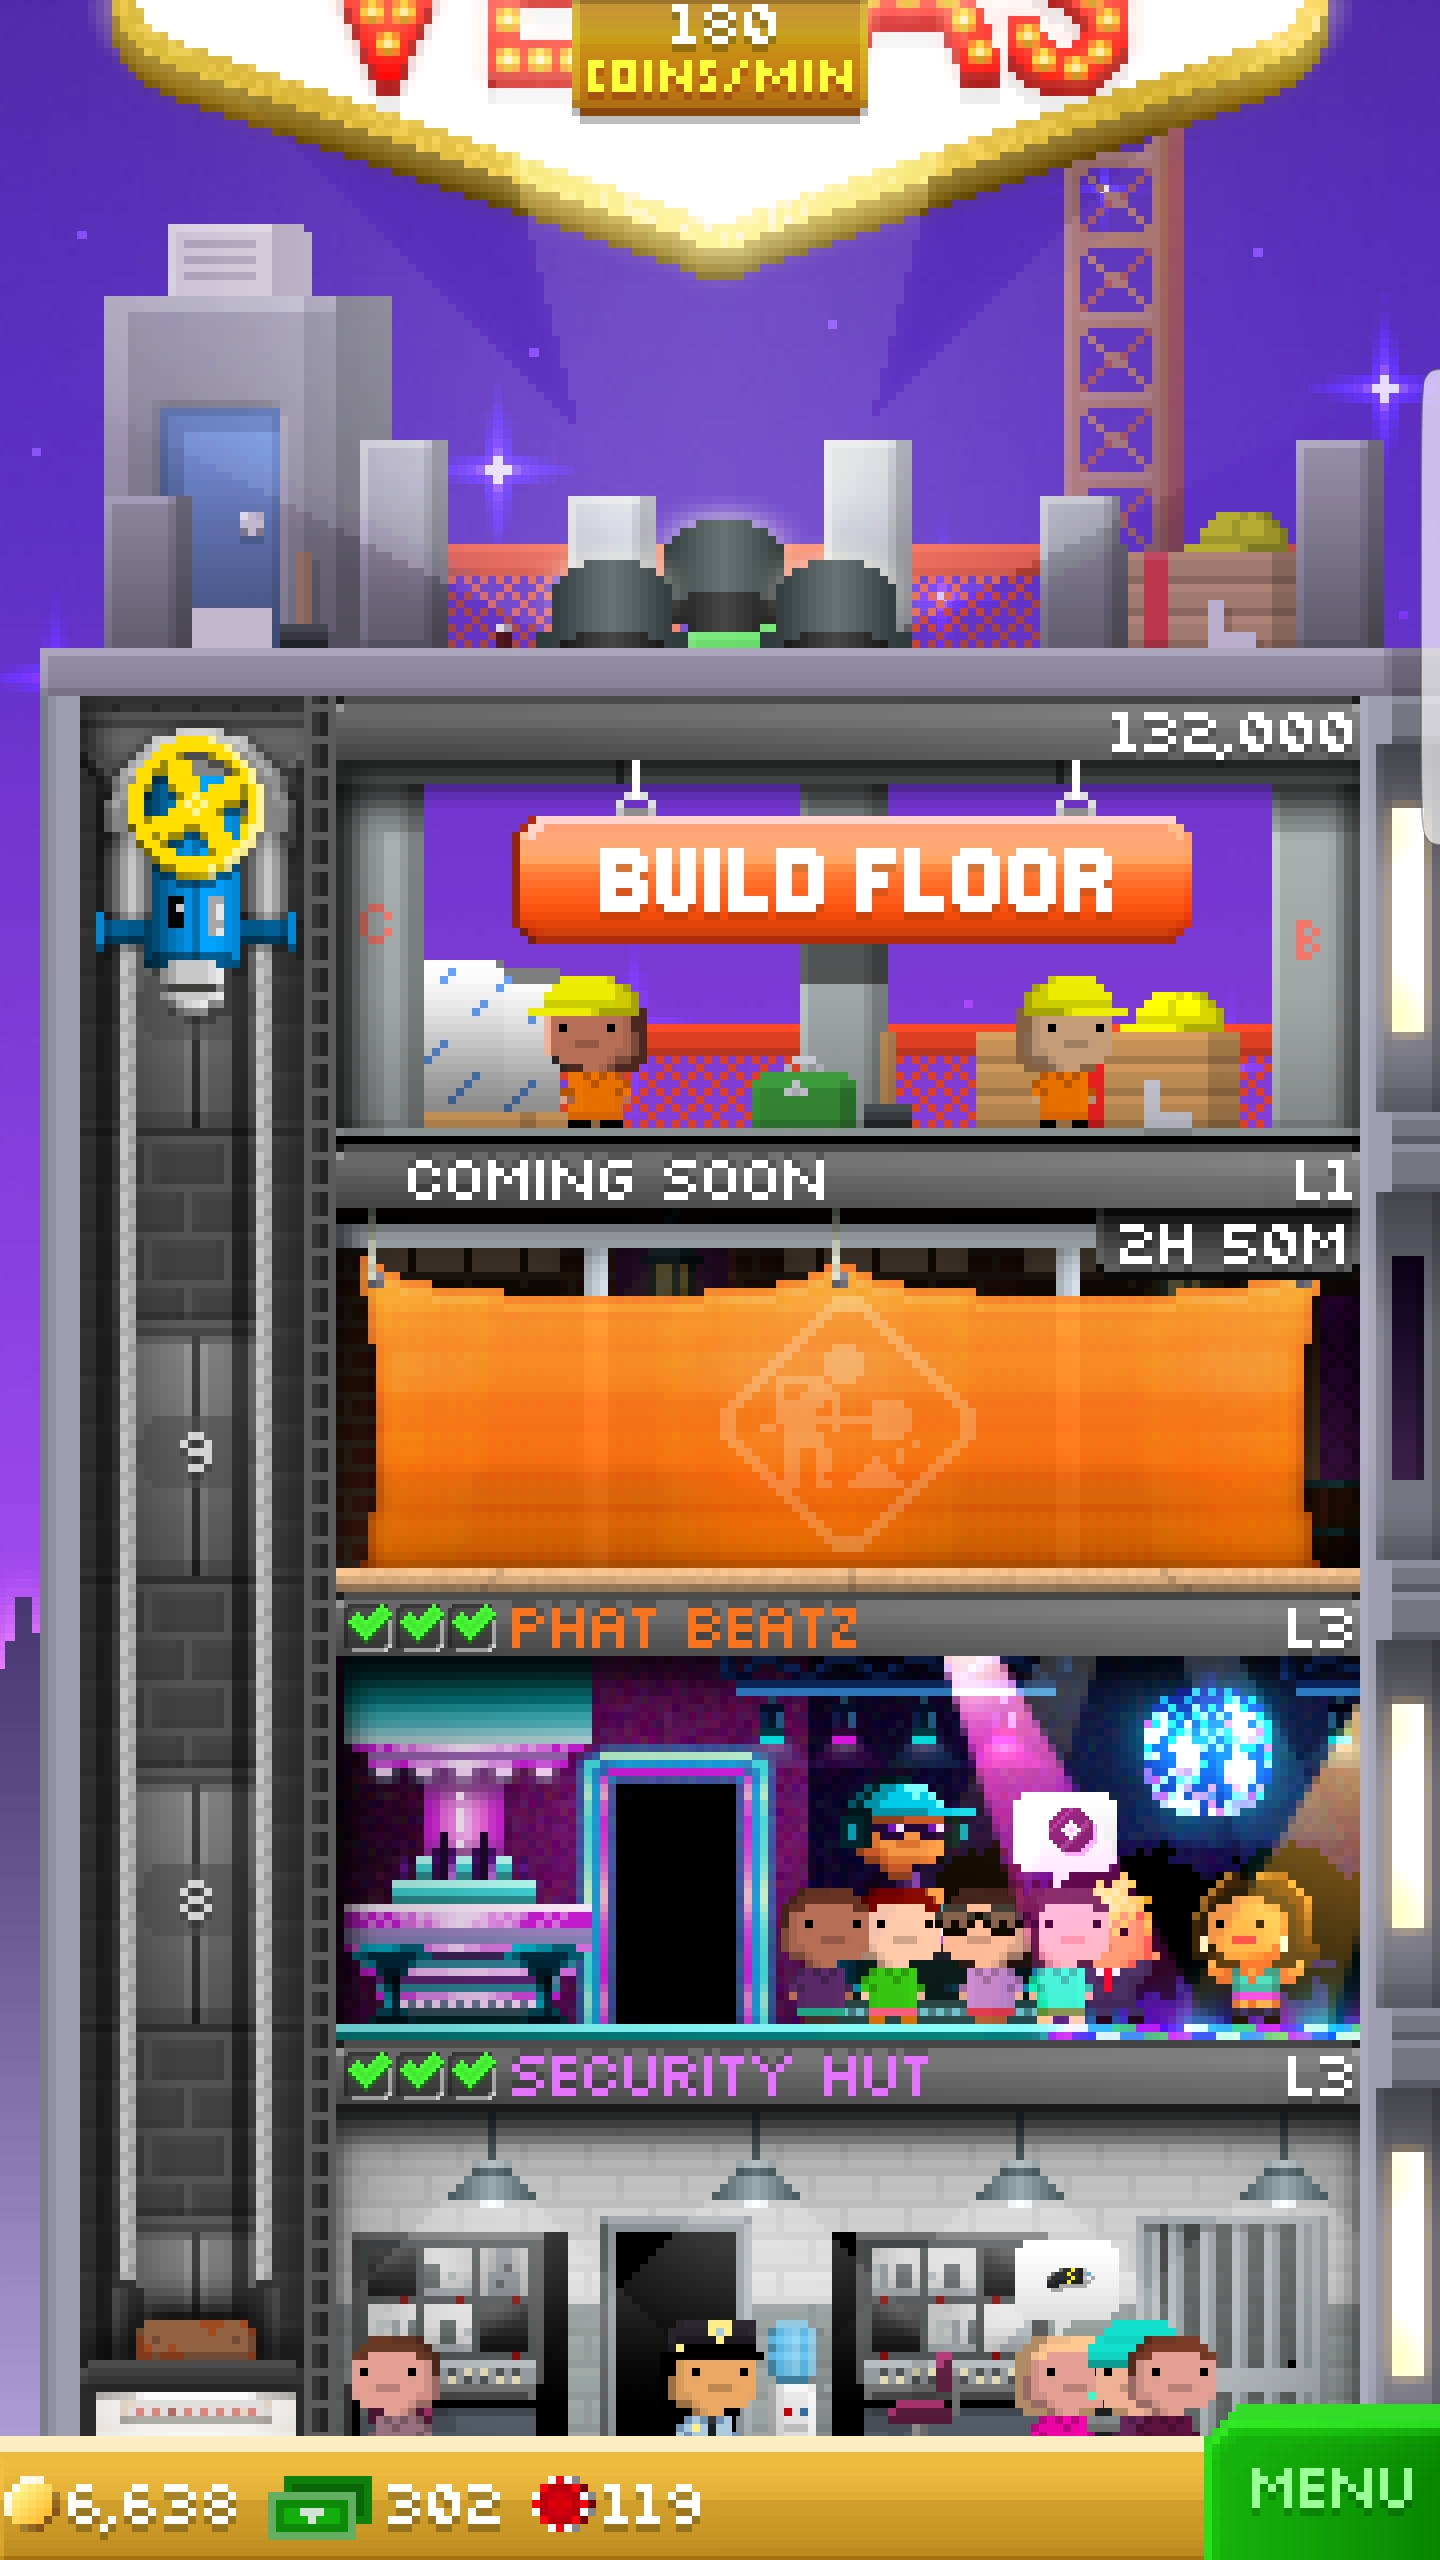 180
COINS/MIN
132,000
BUILD FLOOR
C
B
COMING SOON
L1
2H 50M
9
PHAT BEATZ
L3
8
SECURITY HUT
L3
6,638
302
119
MENU